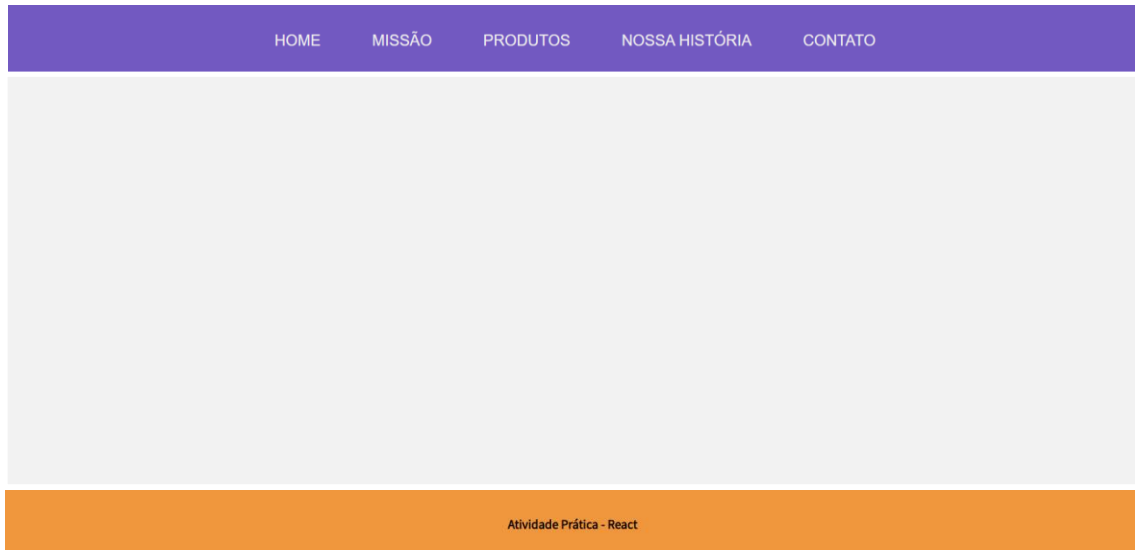 HOME MISSÃO PRODUTOS NOSSA HISTÓRIA CONTATO
Atividade Prática - React